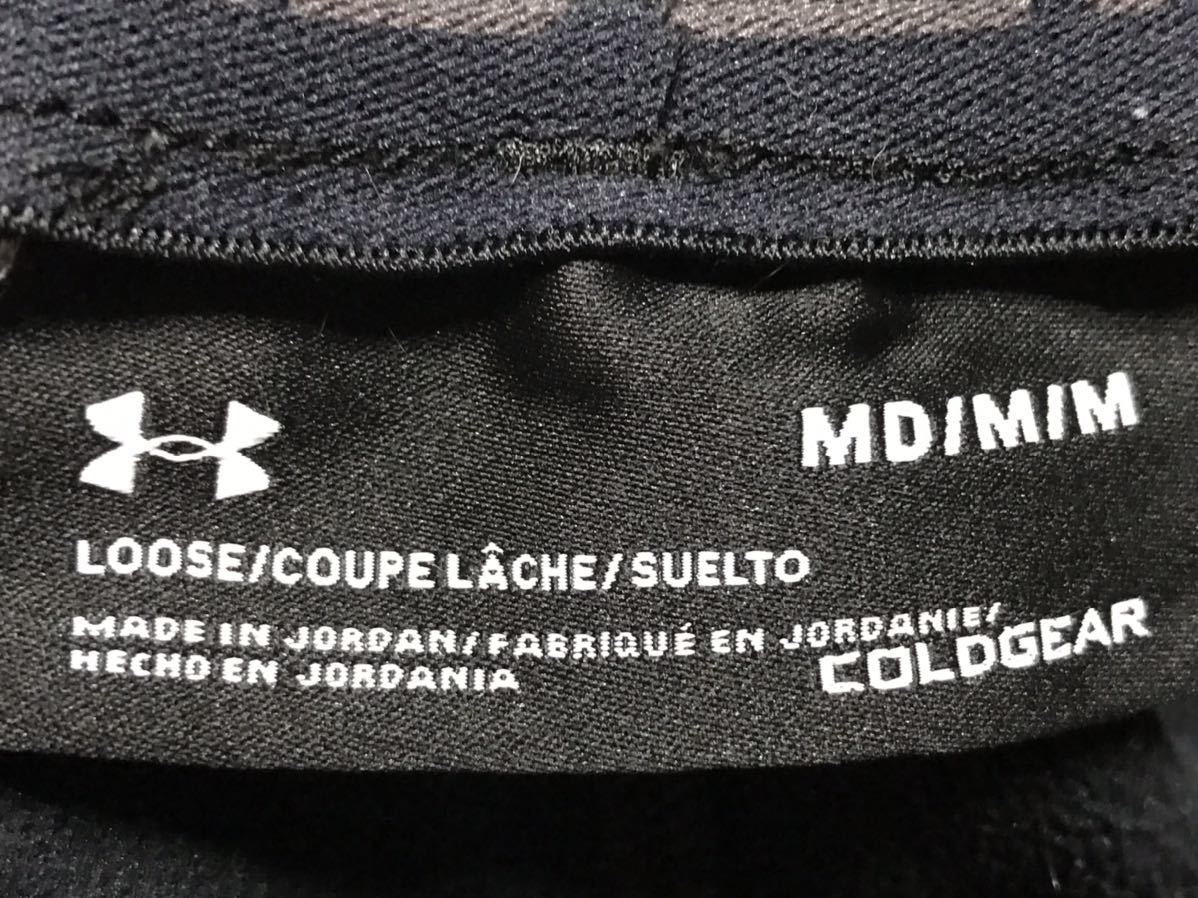 MD/M/M
LOOSE/COUPE LÂCHE/SUELTO
MADE IN JORDAN/FABRIQUÉ EN JORDANIE/
HECHO EN JORDANIA
COLDGEAR